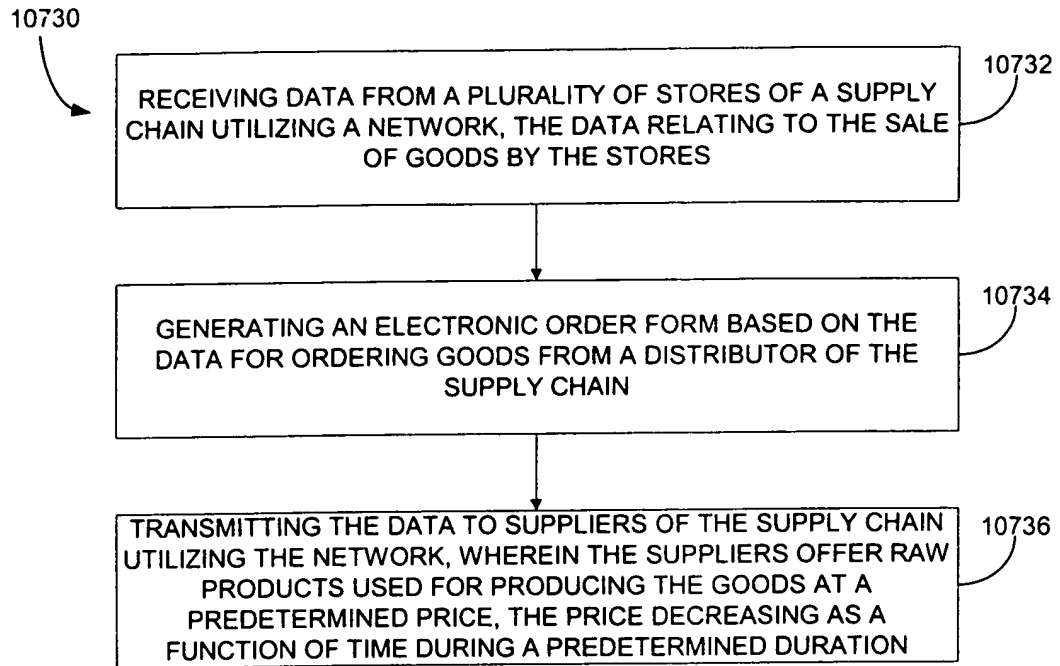 10730
RECEIVING DATA FROM A PLURALITY OF STORES OF A SUPPLY
CHAIN UTILIZING A NETWORK, THE DATA RELATING TO THE SALE
OF GOODS BY THE STORES
10732
GENERATING AN ELECTRONIC ORDER FORM BASED ON THE
DATA FOR ORDERING GOODS FROM A DISTRIBUTOR OF THE
SUPPLY CHAIN
10734
TRANSMITTING THE DATA TO SUPPLIERS OF THE SUPPLY CHAIN
UTILIZING THE NETWORK, WHEREIN THE SUPPLIERS OFFER RAW
PRODUCTS USED FOR PRODUCING THE GOODS AT A
PREDETERMINED PRICE, THE PRICE DECREASING AS A
FUNCTION OF TIME DURING A PREDETERMINED DURATION
10736